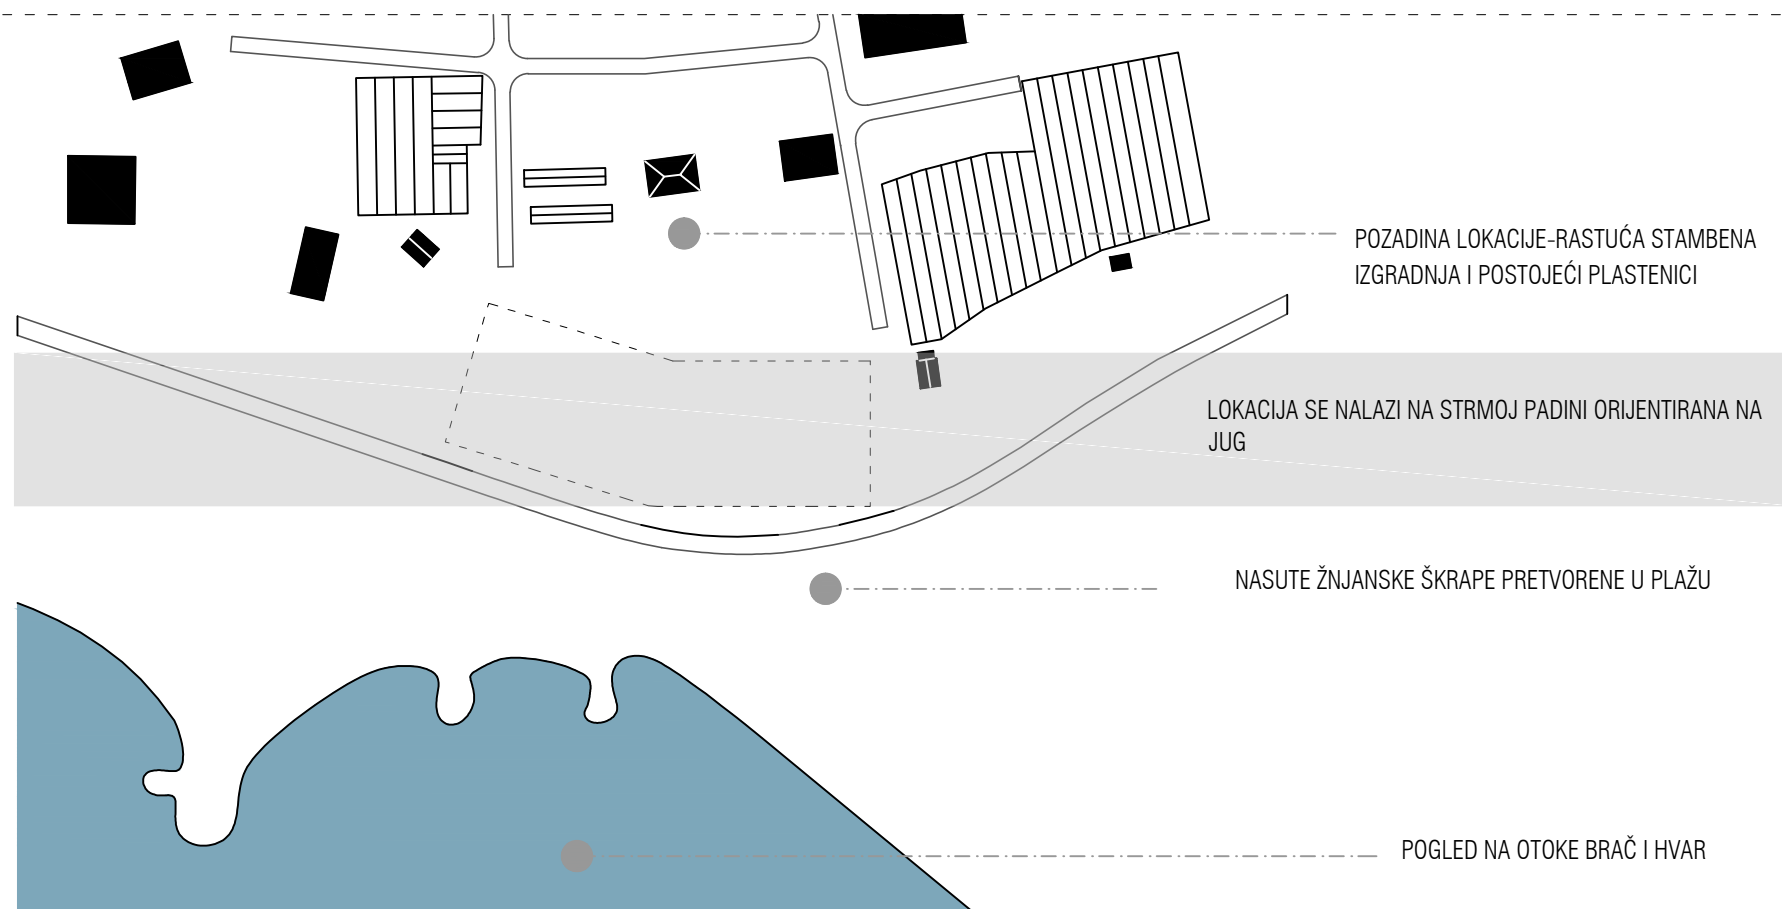 POZADINA LOKACIJE-RASTUĆA STAMBENA
IZGRADNJA I POSTOJEĆI PLASTENICI
LOKACIJA SE NALAZI NA STRMOJ PADINI ORIJENTIRANA NA
JUG
NASUTE ŽNJANSKE ŠKRAPE PRETVORENE U PLAŽU
POGLED NA OTOKE BRAČ I HVAR